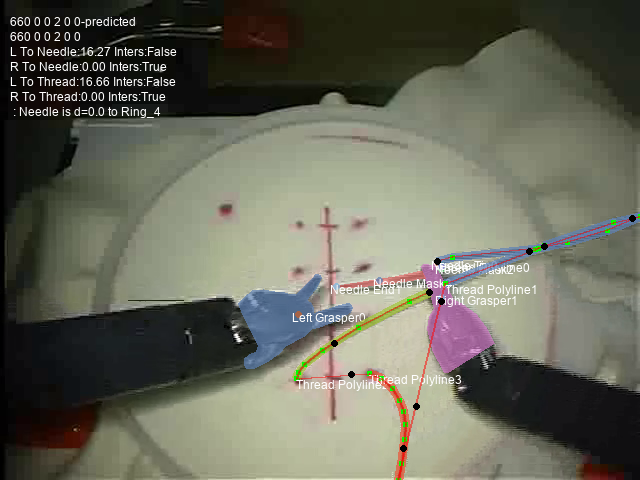 660 0 0 2 0 0-predicted
660 0 0 2 0 0
L To Needle:16.27 Inters:False
R To Needle:0.00 Inters:True
L To Thread:16.66 Inters:False
R To Thread:0.00 Inters:True
: Needle is d=0.0 to Ring_4
Needle End1
Needle Mask
Thread Polyline1
Right Grasper1
Left Grasper0
Thread Polyline
Thread Polyline3